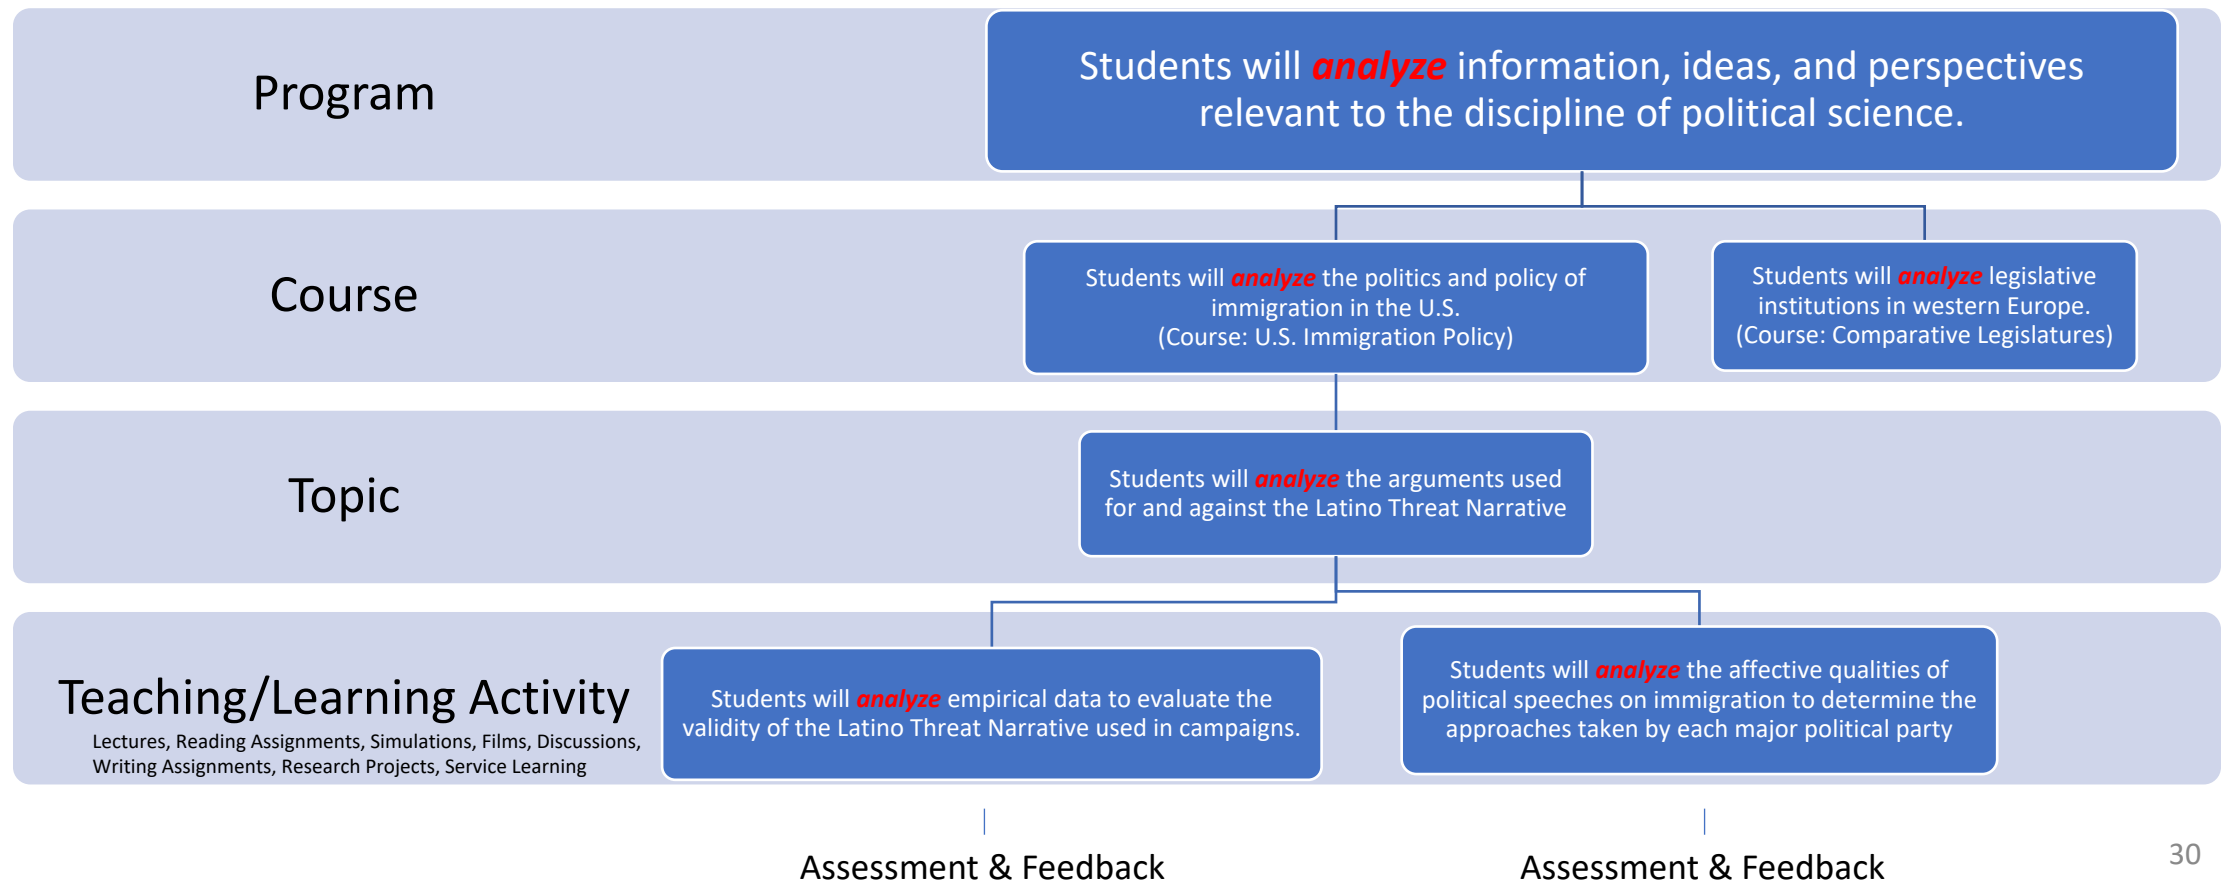 Program
Students will analyze information, ideas, and perspectives
relevant to the discipline of political science.
Course
Students will analyze the politics and policy of
immigration in the U.S.
(Course: U.S. Immigration Policy)
Students will analyze legislative
institutions in western Europe.
(Course: Comparative Legislatures)
Topic
Students will analyze the arguments used
for and against the Latino Threat Narrative
Teaching/Learning Activity
Lectures, Reading Assignments, Simulations, Films, Discussions,
Writing Assignments, Research Projects, Service Learning
Students will analyze empirical data to evaluate the
validity of the Latino Threat Narrative used in campaigns.
Students will analyze the affective qualities of
political speeches on immigration to determine the
approaches taken by each major political party
Assessment & Feedback
Assessment & Feedback
30